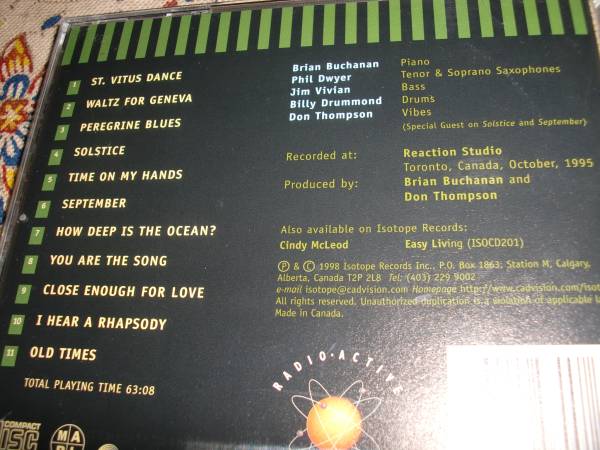 1 ST. VITUS DANCE
2 WALTZ FOR GENEVA
3 PEREGRINE BLUES
4 SOLSTICE
5 TIME ON MY HANDS
6 SEPTEMBER
7 HOW DEEP IS THE OCEAN?
8 YOU ARE THE SONG
9 CLOSE ENOUGH FOR LOVE
10 I HEAR A RHAPSODY
11 OLD TIMES
TOTAL PLAYING TIME 63:08
Brian Buchanan Piano
Phil Dwyer Tenor & Soprano Saxophones
Jim Vivian Bass
Billy Drummond Drums
Don Thompson Vibes
(Special Guest on Solstice and September)
Recorded at: Reaction Studio
Toronto, Canada, October, 1995
Produced by: Brian Buchanan and
Don Thompson
Also available on Isotope Records:
Cindy McLeod Easy Living (ISOCD201)
Ⓟ & © 1998 Isotope Records Inc., P.O. Box 1863, Station M, Calgary,
Alberta, Canada T2P 2L8 Tel: (403) 229 9002
e-mail isotope@cadvision.com Homepage http://www.cadvision.com/isot
All rights reserved. Unauthorized duplication is a violation of applicable
Made in Canada.
RADIO·ACTIVE
COMPACT
DISC
MA